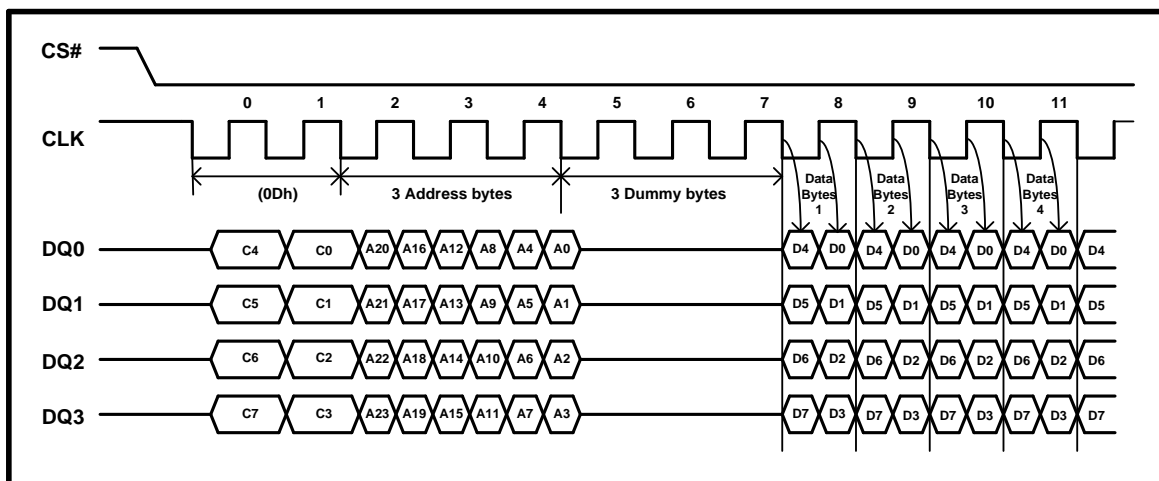 CS#
0 1 2 3 4 5 6 7 8 9 10 11
CLK
(0Dh) 3 Address bytes 3 Dummy bytes
Data Bytes 1
Data Bytes 2
Data Bytes 3
Data Bytes 4
DQ0 C4 C0 A20 A16 A12 A8 A4 A0 D4 D0 D4 D0 D4 D0 D4 D0 D4
DQ1 C5 C1 A21 A17 A13 A9 A5 A1 D5 D1 D5 D1 D5 D1 D5 D1 D5
DQ2 C6 C2 A22 A18 A14 A10 A6 A2 D6 D2 D6 D2 D6 D2 D6 D2 D6
DQ3 C7 C3 A23 A19 A15 A11 A7 A3 D7 D3 D7 D3 D7 D3 D7 D3 D7